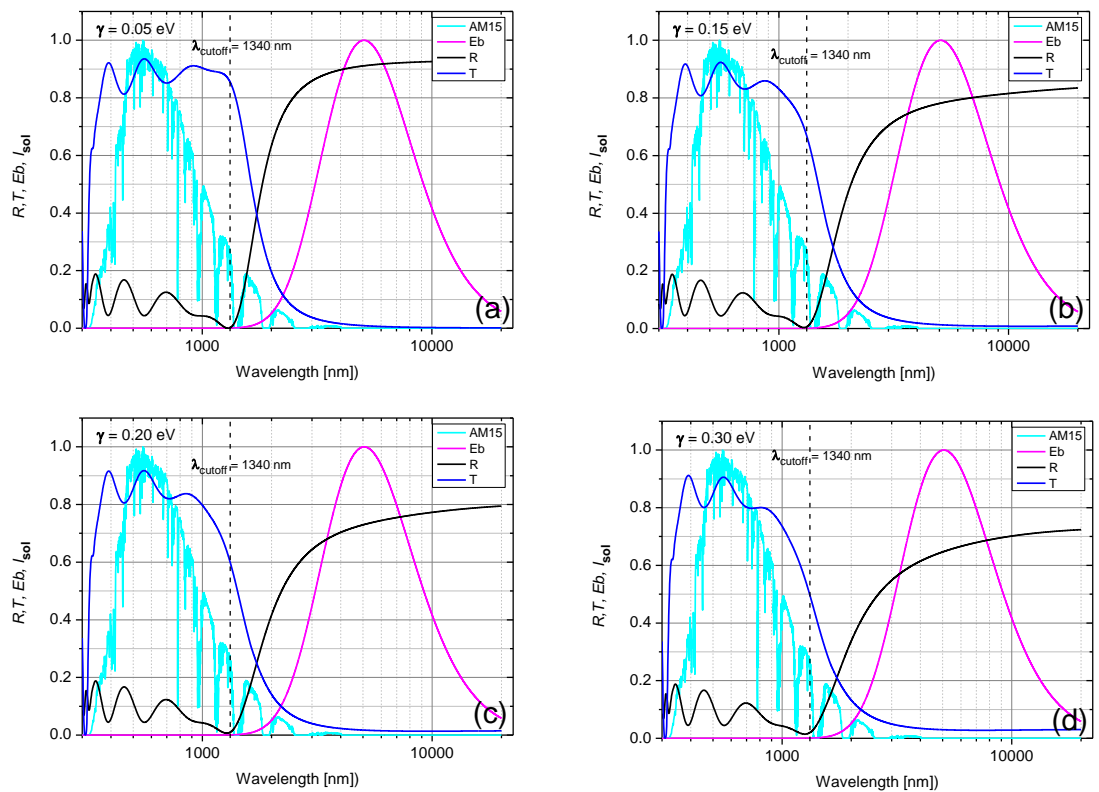 γ = 0.05 eV
λcutoff = 1340 nm
AM15
Eb
R
T
1.0
0.8
0.6
0.4
0.2
0.0
R,T, Eb, Isol
(a)
1000
10000
Wavelength [nm])
γ = 0.15 eV
λcutoff = 1340 nm
AM15
Eb
R
T
1.0
0.8
0.6
0.4
0.2
0.0
R,T, Eb, Isol
(b)
1000
10000
Wavelength [nm])
γ = 0.20 eV
λcutoff = 1340 nm
AM15
Eb
R
T
1.0
0.8
0.6
0.4
0.2
0.0
R,T, Eb, Isol
(c)
1000
10000
Wavelength [nm])
γ = 0.30 eV
λcutoff = 1340 nm
AM15
Eb
R
T
1.0
0.8
0.6
0.4
0.2
0.0
R,T, Eb, Isol
(d)
1000
10000
Wavelength [nm])